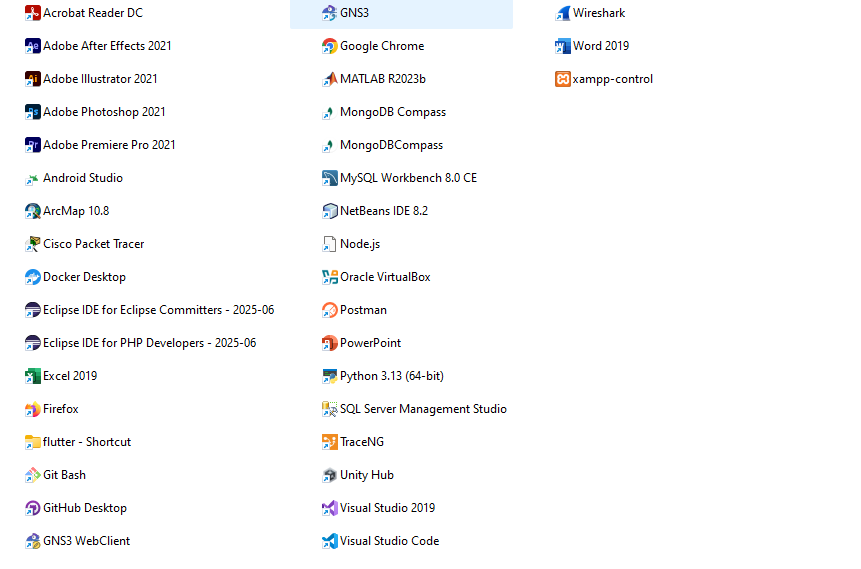 Acrobat Reader DC
Adobe After Effects 2021
Adobe Illustrator 2021
Adobe Photoshop 2021
Adobe Premiere Pro 2021
Android Studio
ArcMap 10.8
Cisco Packet Tracer
Docker Desktop
Eclipse IDE for Eclipse Committers - 2025-06
Eclipse IDE for PHP Developers - 2025-06
Excel 2019
Firefox
flutter - Shortcut
Git Bash
GitHub Desktop
GNS3 WebClient
GNS3
Google Chrome
MATLAB R2023b
MongoDB Compass
MongoDBCompass
MySQL Workbench 8.0 CE
NetBeans IDE 8.2
Node.js
Oracle VirtualBox
Postman
PowerPoint
Python 3.13 (64-bit)
SQL Server Management Studio
TraceNG
Unity Hub
Visual Studio 2019
Visual Studio Code
Wireshark
Word 2019
xampp-control